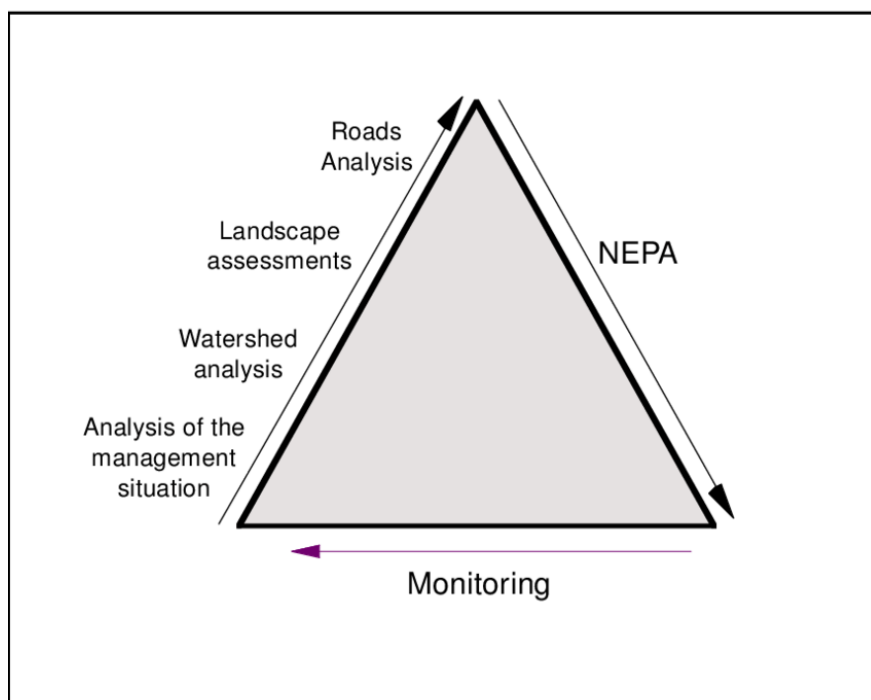 Roads
Analysis
Landscape
assessments
NEPA
Watershed
analysis
Analysis of the
management
situation
Monitoring